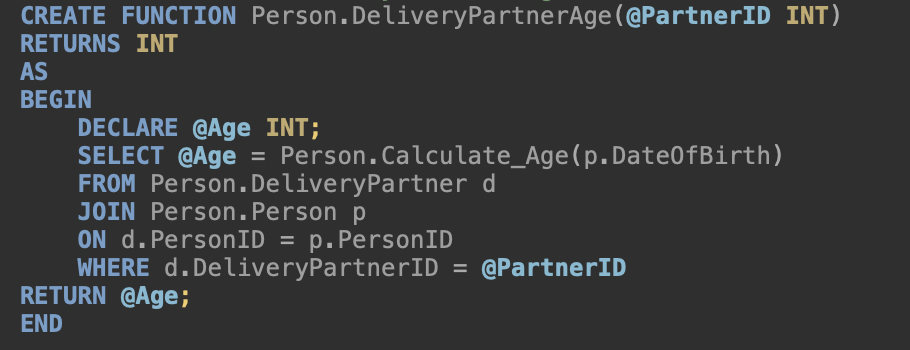 CREATE FUNCTION Person.DeliveryPartnerAge(@PartnerID INT)
RETURNS INT
AS
BEGIN
    DECLARE @Age INT;
    SELECT @Age = Person.Calculate_Age(p.DateOfBirth)
    FROM Person.DeliveryPartner d
    JOIN Person.Person p
    ON d.PersonID = p.PersonID
    WHERE d.DeliveryPartnerID = @PartnerID
RETURN @Age;
END